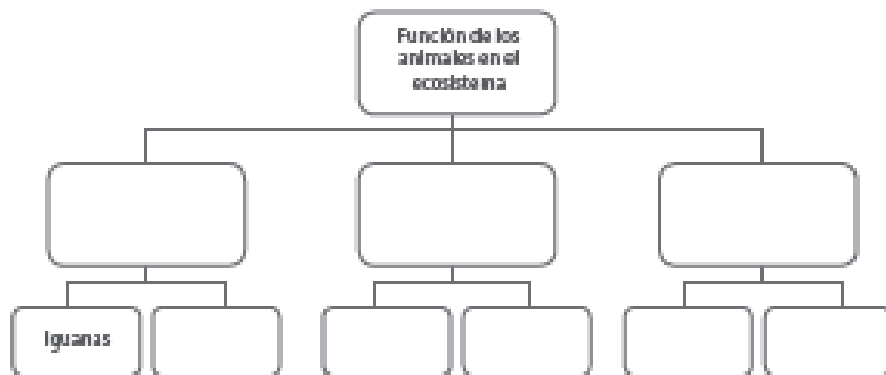 Función de los
animales en el
ecosistema
Iguanas